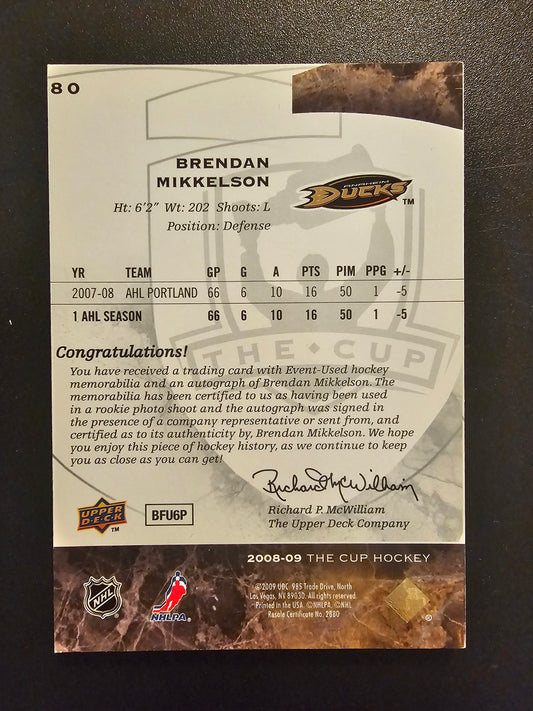 80
BRENDAN
MIKKELSON
ANAHEIM
DUCKS
TM
Ht: 6'2" Wt: 202 Shoots: L
Position: Defense
YR TEAM GP G A PTS PIM PPG +/-
2007-08 AHL PORTLAND 66 6 10 16 50 1 -5
1 AHL SEASON 66 6 10 16 50 1 -5
THE • CUP
Congratulations!
You have received a trading card with Event-Used hockey
memorabilia and an autograph of Brendan Mikkelson. The
memorabilia has been certified to us as having been used
in a rookie photo shoot and the autograph was signed in
the presence of a company representative or sent from, and
certified as to its authenticity by, Brendan Mikkelson. We hope
you enjoy this piece of hockey history, as we continue to keep
you as close as you can get!
Richard McWilliam
UPPER
DECK
TM
BFU6P
Richard P. McWilliam
The Upper Deck Company
2008-09 THE CUP HOCKEY
NHL
NHLPA
TM
©2009 UDC. 985 Trade Drive, North
Las Vegas, NV 89030. All rights reserved.
Printed in the USA. ©NHLPA. ©NHL
Resale Certificate No. 2880
®